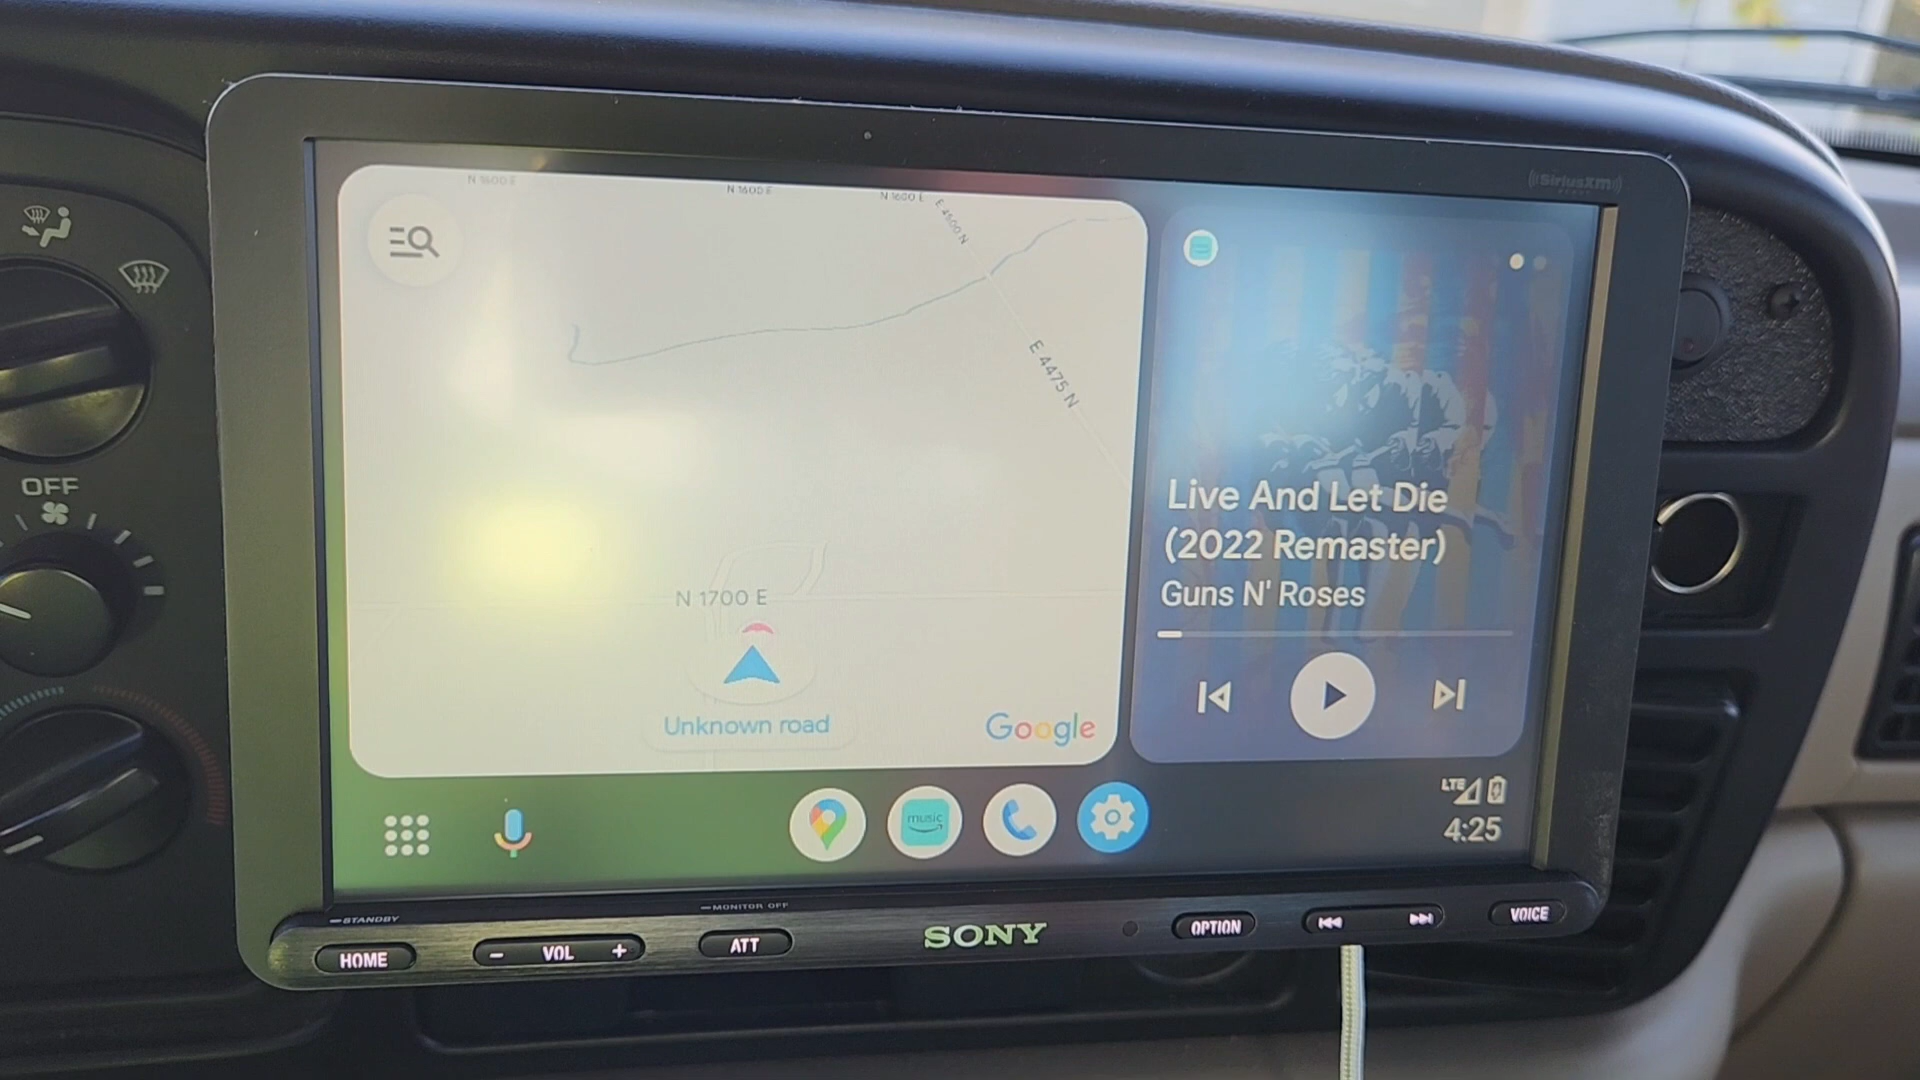 N 1600 E
N 1600 E
N 1600 E
E 4500 N
E 4475 N
N 1700 E
Unknown road
Google
((SiriusXM))
Live And Let Die
(2022 Remaster)
Guns N' Roses
music
LTE
4:25
OFF
STANDBY
MONITOR OFF
HOME
- VOL +
ATT
SONY
OPTION
VOICE